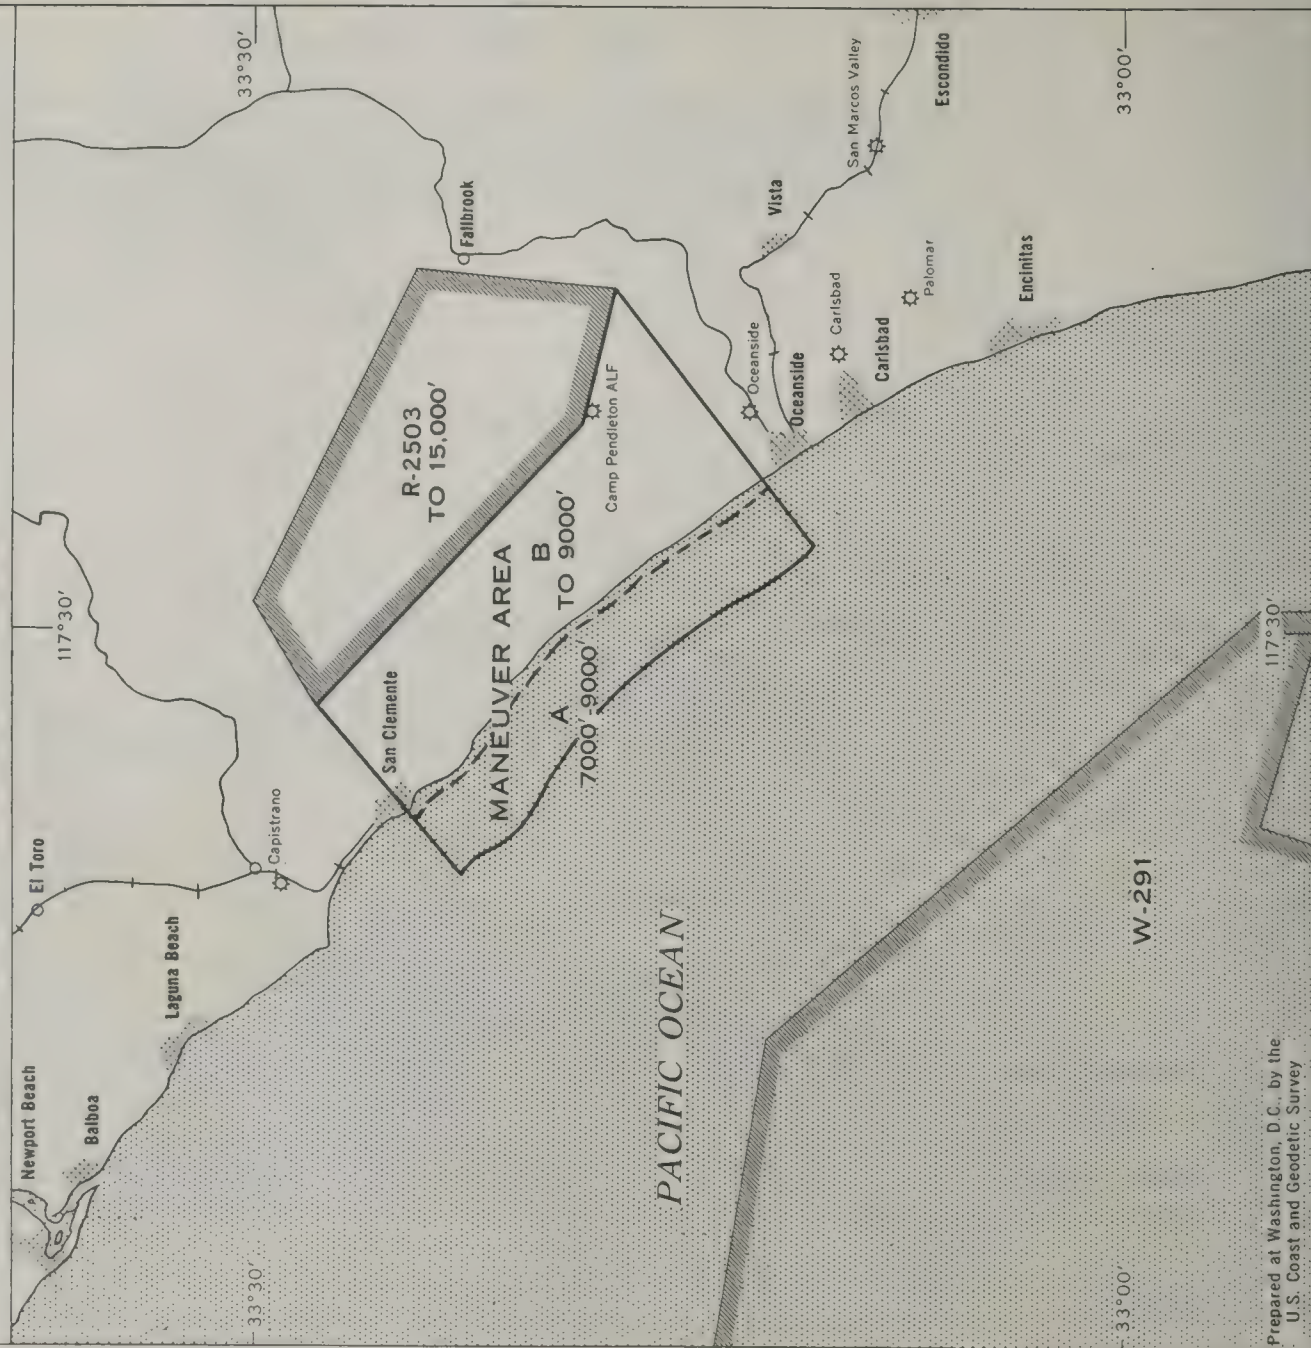 Newport Beach
Balboa
Laguna Beach
El Toro
Capistrano
San Clemente
117°30'
33°30'
33°30'
R-2503
TO 15,000'
Fallbrook
MANEUVER AREA
B
TO 9000'
A
7000'-9000'
Camp Pendleton ALF
Oceanside
Oceanside
Vista
Carlsbad
Carlsbad
Palomar
San Marcos Valley
Escondido
Encinitas
33°00'
33°00'
PACIFIC OCEAN
W-291
117°30'
Prepared at Washington, D.C., by the
U.S. Coast and Geodetic Survey